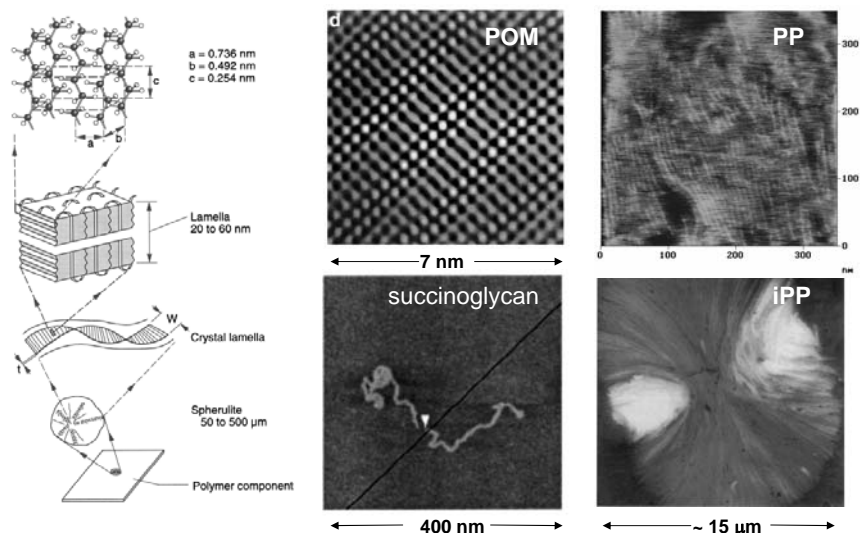 a = 0.736 nm
b = 0.492 nm
c = 0.254 nm
c
a
b
Lamella
20 to 60 nm
W
Crystal lamella
t
Spherulite
50 to 500 µm
Polymer component
d
POM
7 nm
PP
300
200
100
0
0
100
200
300
nm
succinoglycan
400 nm
iPP
~ 15 µm